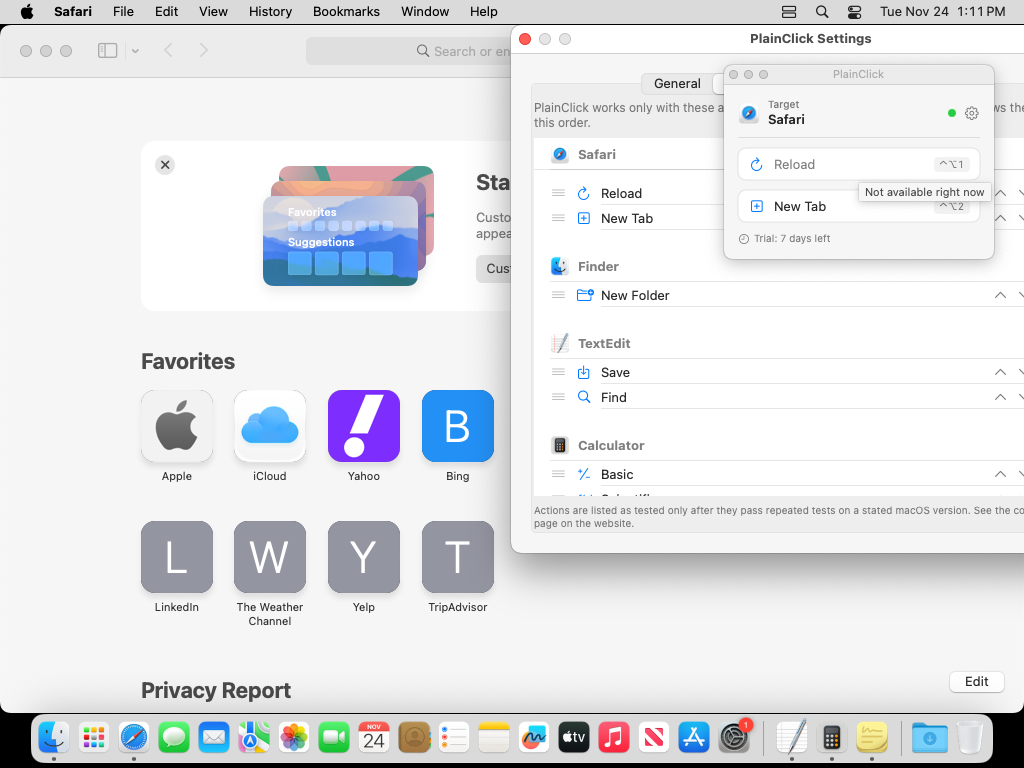 Safari File Edit View History Bookmarks Window Help Tue Nov 24 1:11 PM
Search or en
PlainClick Settings
General
PlainClick works only with these a
ws the
this order.
Safari
Reload
New Tab
Finder
New Folder
TextEdit
Save
Find
Calculator
Basic
Actions are listed as tested only after they pass repeated tests on a stated macOS version. See the co
page on the website.
PlainClick
Target
Safari
Reload ^⌥1
Not available right now
New Tab ^⌥2
Trial: 7 days left
Favorites
Suggestions
Sta
Custo
appea
Cust
Favorites
Apple iCloud Yahoo Bing
B
L W Y T
LinkedIn The Weather Yelp TripAdvisor
Channel
Privacy Report
Edit
NOV
24
tv
1